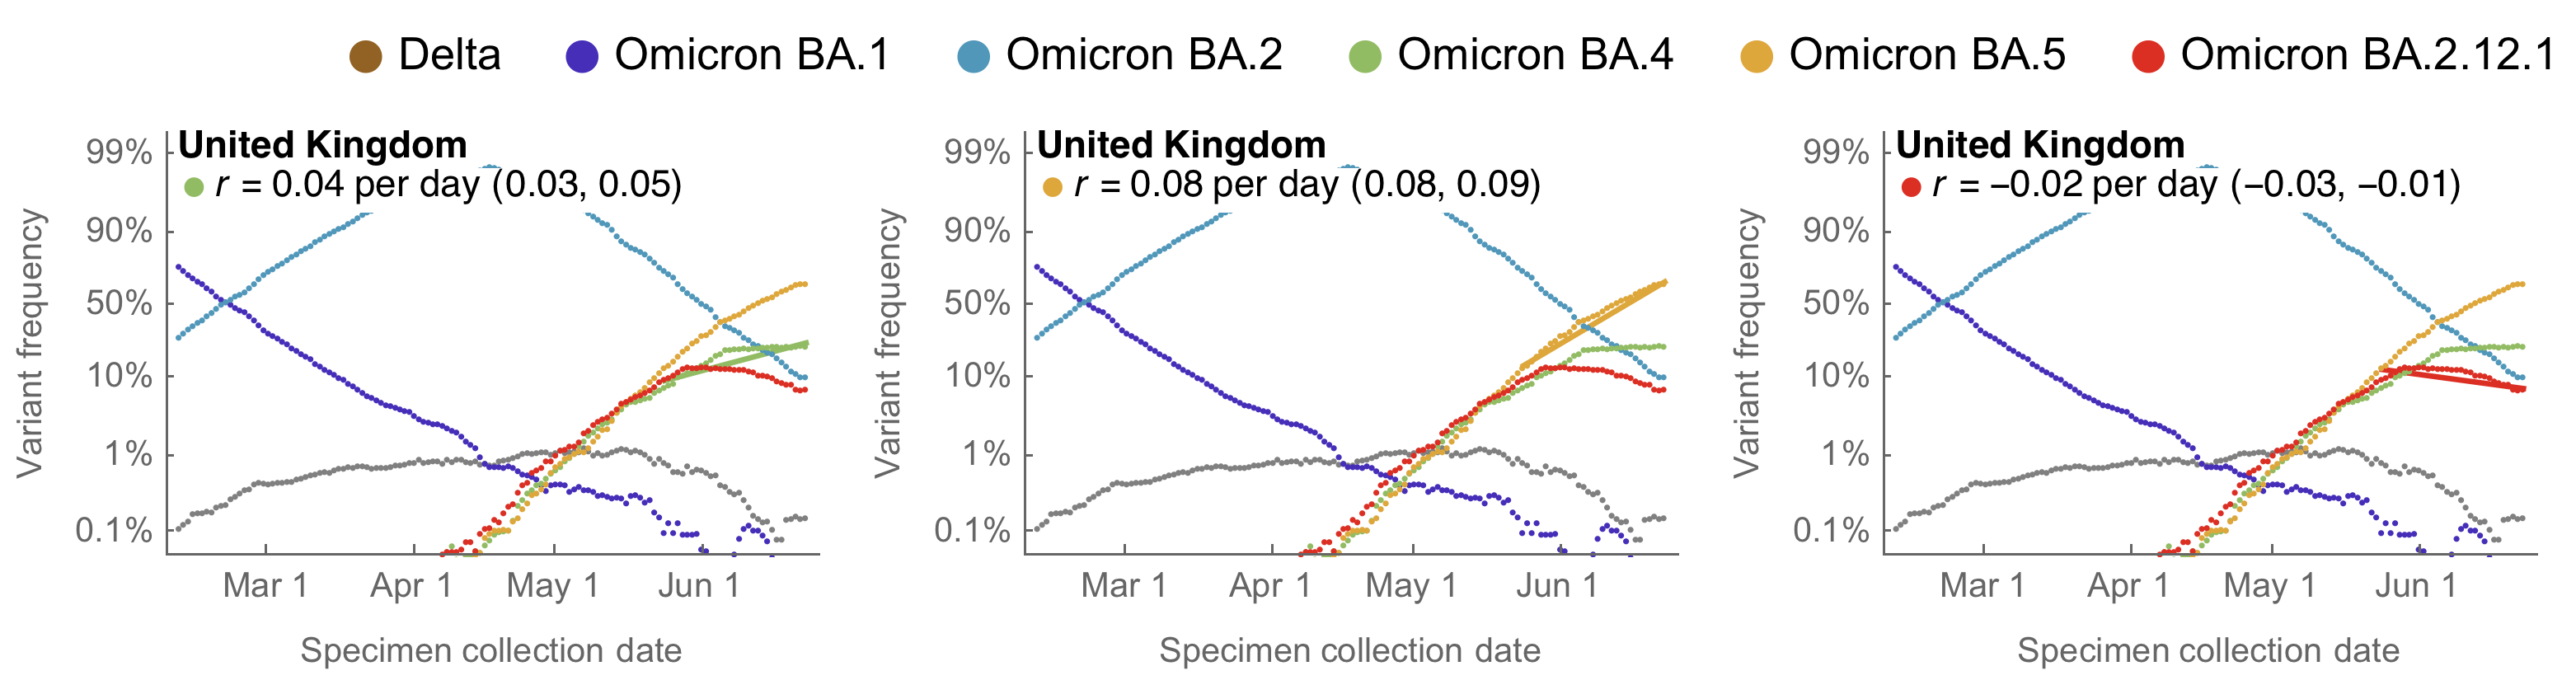 Delta Omicron BA.1 Omicron BA.2 Omicron BA.4 Omicron BA.5 Omicron BA.2.12.1
United Kingdom
r = 0.04 per day (0.03, 0.05)
Variant frequency
99%
90%
50%
10%
1%
0.1%
Mar 1 Apr 1 May 1 Jun 1
Specimen collection date
United Kingdom
r = 0.08 per day (0.08, 0.09)
Variant frequency
99%
90%
50%
10%
1%
0.1%
Mar 1 Apr 1 May 1 Jun 1
Specimen collection date
United Kingdom
r = −0.02 per day (−0.03, −0.01)
Variant frequency
99%
90%
50%
10%
1%
0.1%
Mar 1 Apr 1 May 1 Jun 1
Specimen collection date